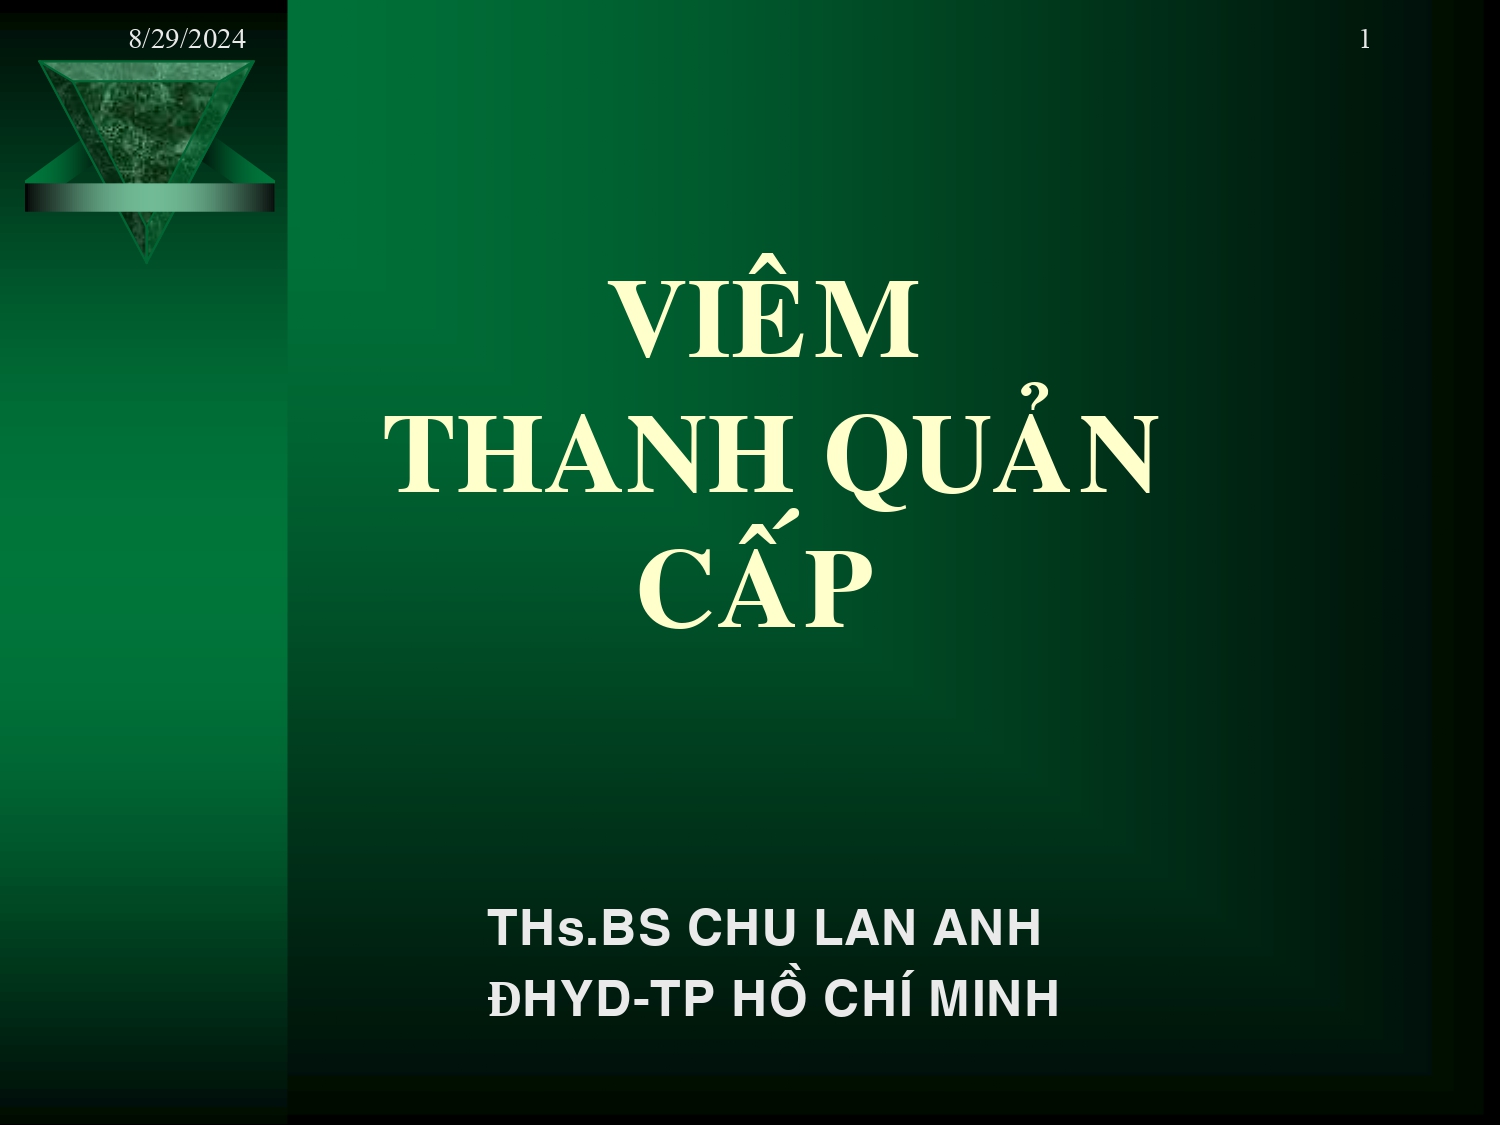 8/29/2024
1
VIÊM
THANH QUẢN
CẤP
THs.BS CHU LAN ANH
ĐHYD-TP HỒ CHÍ MINH